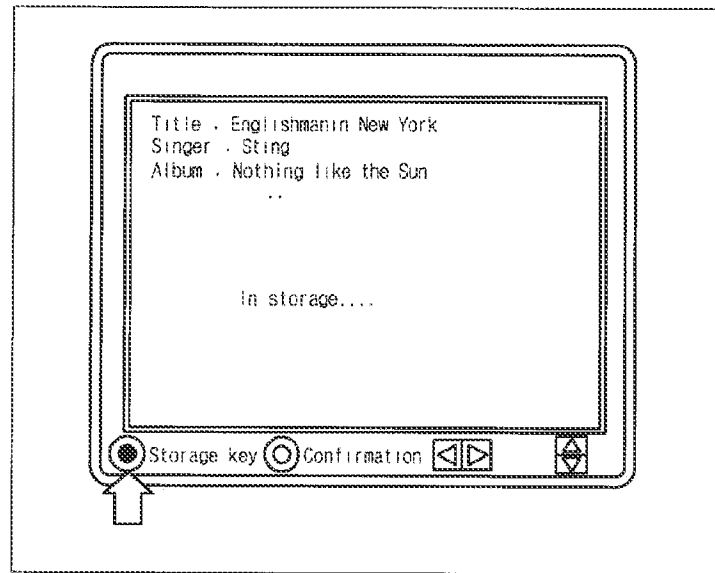 Title . Englishmanin New York
Singer . Sting
Album . Nothing like the Sun
..
In storage....
Storage key Confirmation